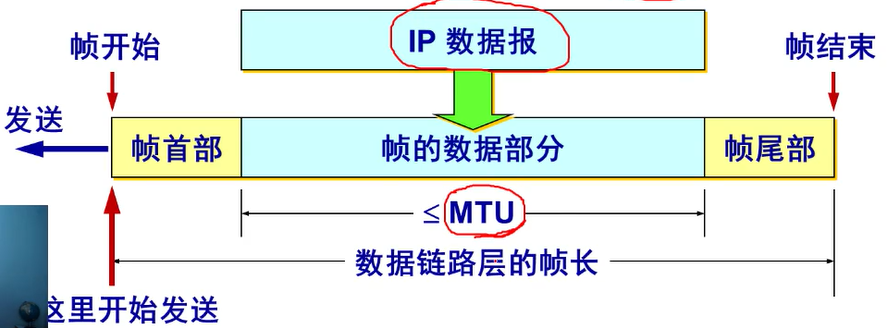 IP 数据报
帧开始
帧结束
发送
帧首部
帧的数据部分
帧尾部
≤ MTU
数据链路层的帧长
这里开始发送